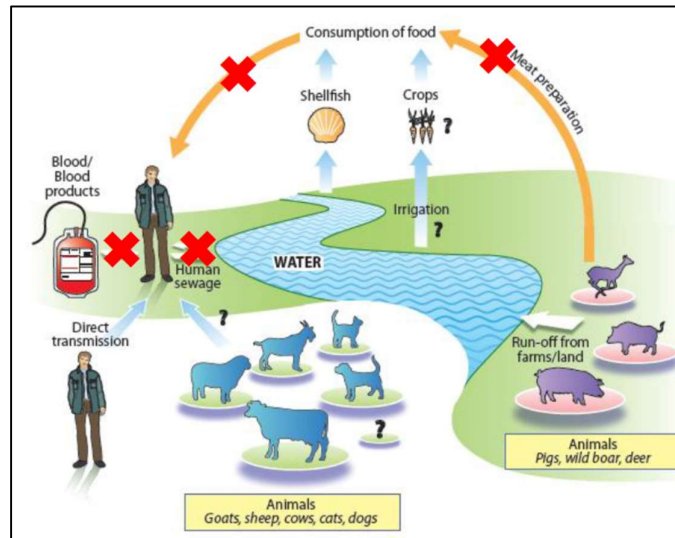 Consumption of food
Meat preparation
Shellfish
Crops
?
Blood/
Blood
products
Irrigation
?
WATER
Human
sewage
?
Direct
transmission
Run-off from
farms/land
?
Animals
Pigs, wild boar, deer
Animals
Goats, sheep, cows, cats, dogs